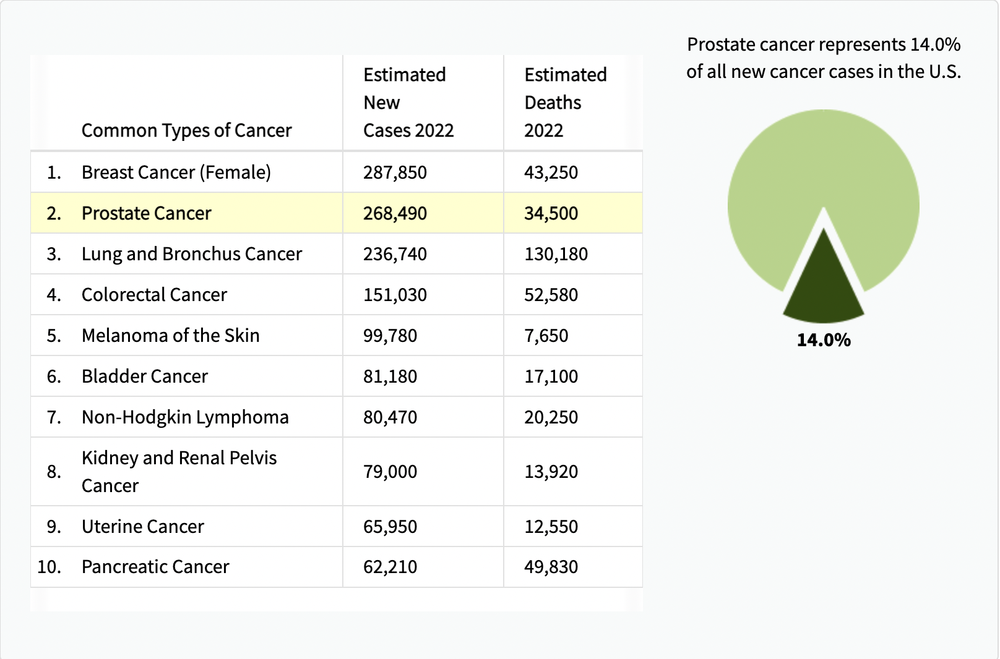 Prostate cancer represents 14.0%
of all new cancer cases in the U.S.
Common Types of Cancer
Estimated
New
Cases 2022
Estimated
Deaths
2022
1. Breast Cancer (Female) 287,850 43,250
2. Prostate Cancer 268,490 34,500
3. Lung and Bronchus Cancer 236,740 130,180
4. Colorectal Cancer 151,030 52,580
5. Melanoma of the Skin 99,780 7,650
6. Bladder Cancer 81,180 17,100
7. Non-Hodgkin Lymphoma 80,470 20,250
8. Kidney and Renal Pelvis
Cancer 79,000 13,920
9. Uterine Cancer 65,950 12,550
10. Pancreatic Cancer 62,210 49,830
14.0%